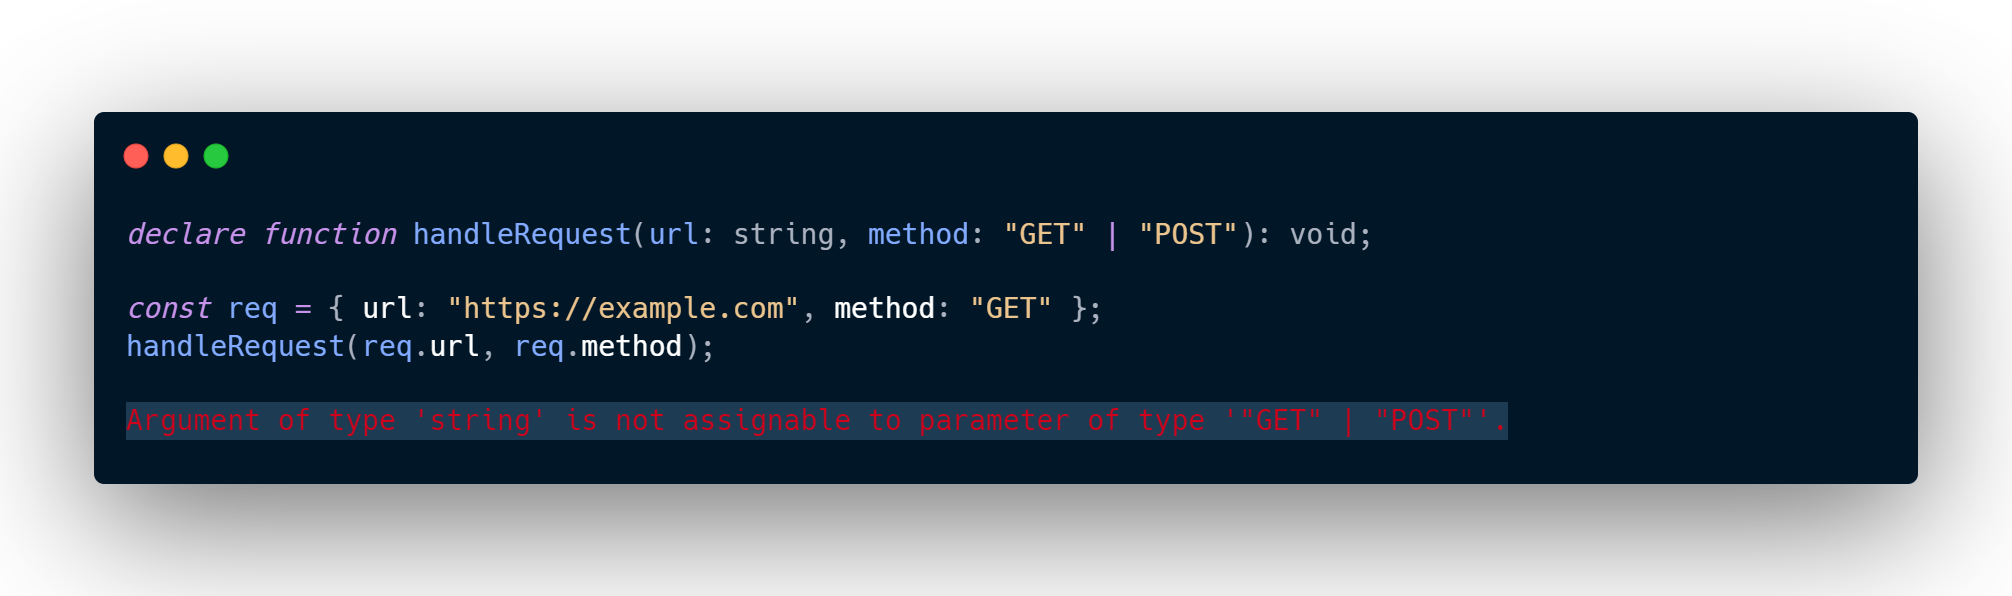 declare function handleRequest(url: string, method: "GET" | "POST"): void;
const req = { url: "https://example.com", method: "GET" };
handleRequest(req.url, req.method);
Argument of type 'string' is not assignable to parameter of type '"GET" | "POST"'.